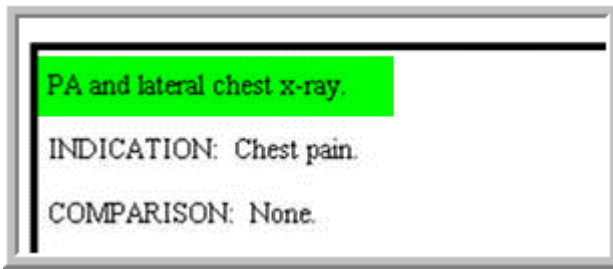 PA and lateral chest x-ray.
INDICATION:  Chest pain.
COMPARISON:  None.